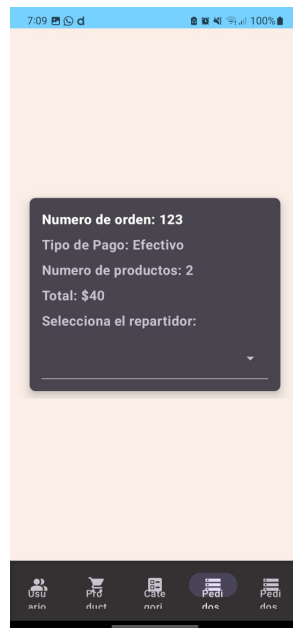 7:09 d 100%
Numero de orden: 123
Tipo de Pago: Efectivo
Numero de productos: 2
Total: $40
Selecciona el repartidor:
Usu Pro Cate Pedi Pedi
ario duct gori dos dos